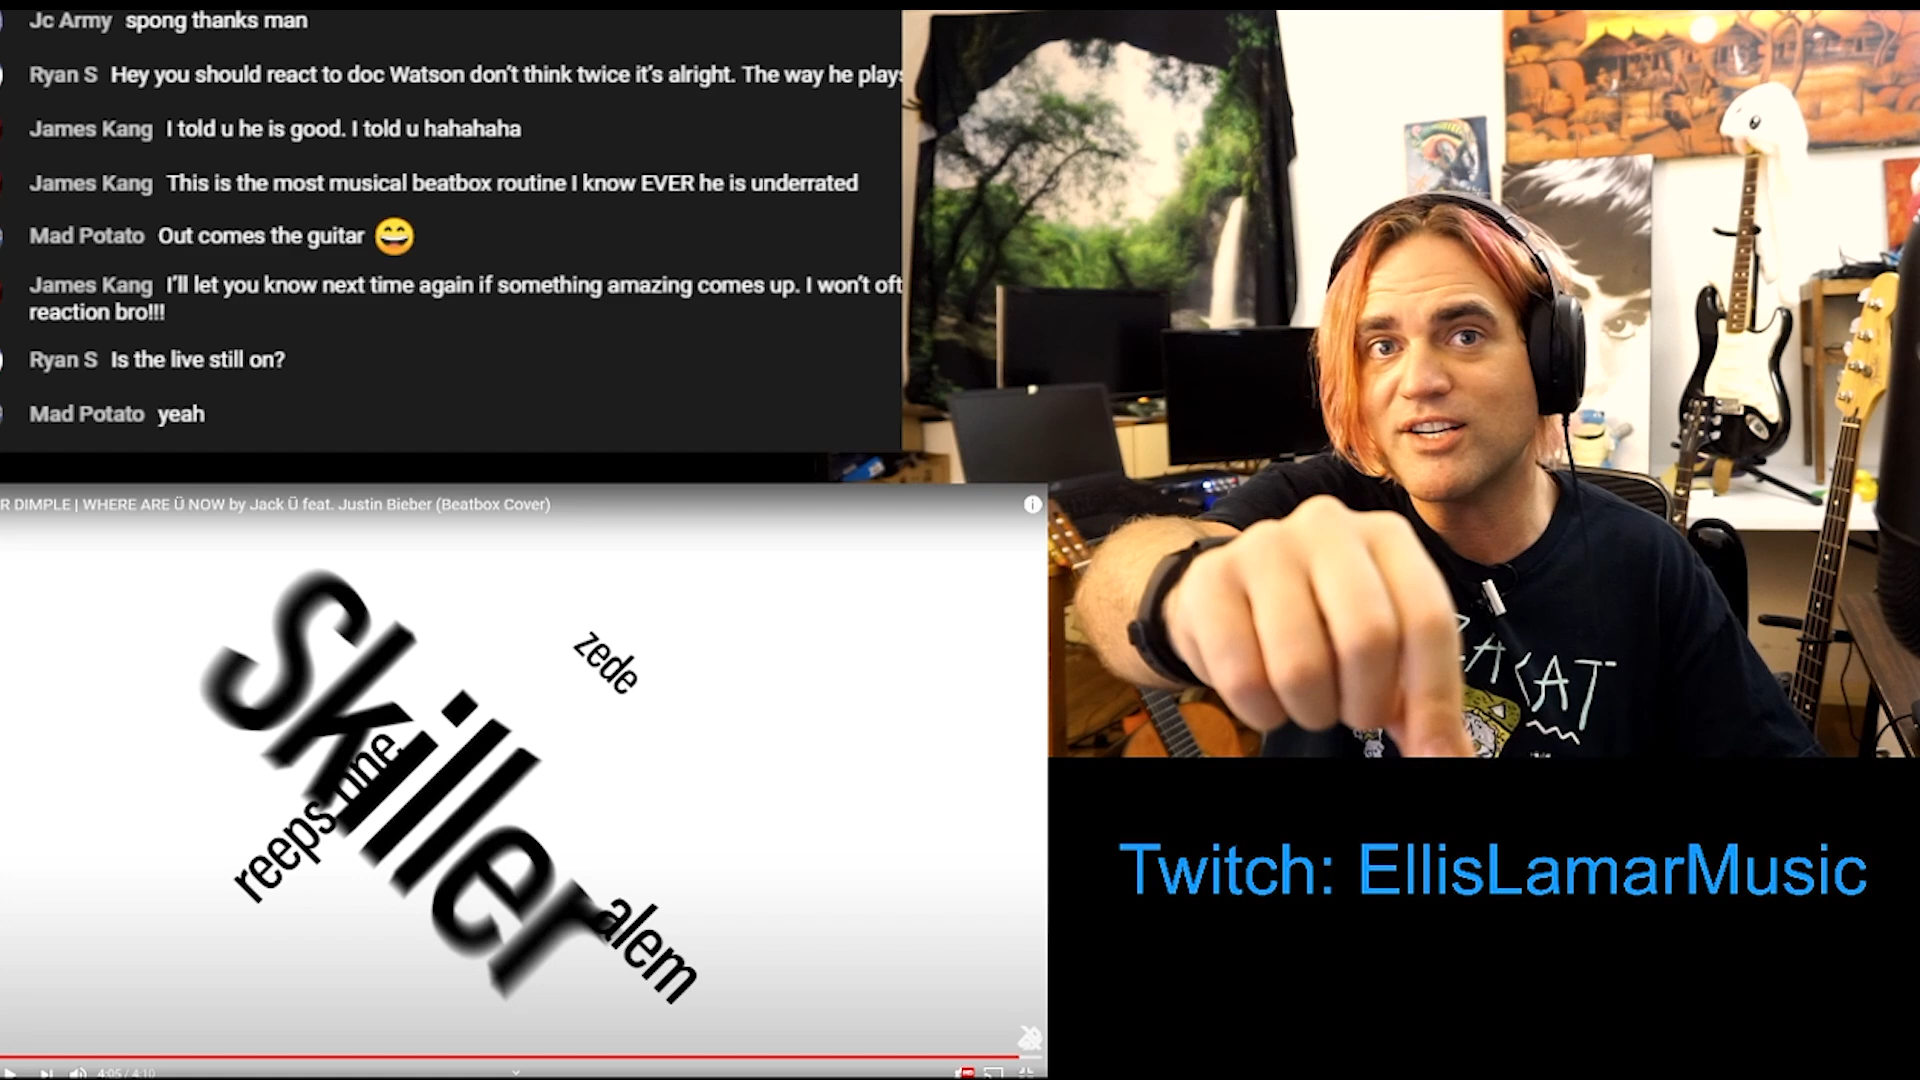 Jc Army spong thanks man
Ryan S Hey you should react to doc Watson don't think twice it's alright. The way he plays
James Kang I told u he is good. I told u hahahaha
James Kang This is the most musical beatbox routine I know EVER he is underrated
Mad Potato Out comes the guitar 😄
James Kang I'll let you know next time again if something amazing comes up. I won't oft
reaction bro!!!
Ryan S Is the live still on?
Mad Potato yeah
R DIMPLE | WHERE ARE Ü NOW by Jack Ü feat. Justin Bieber (Beatbox Cover)
skiller
zede
reeps one
alem
4:05 / 4:10
HD
Twitch: EllisLamarMusic